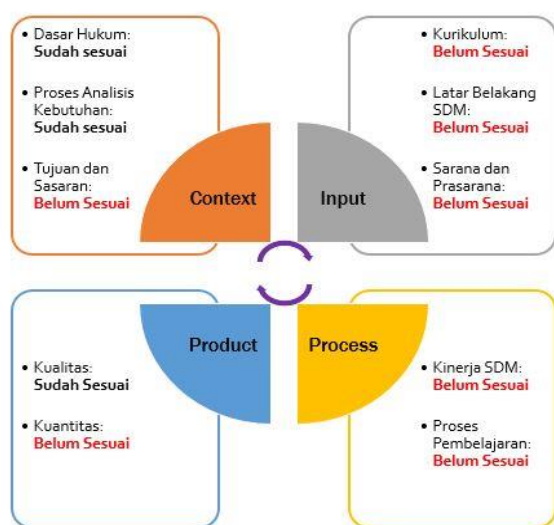 Dasar Hukum:
Sudah sesuai
Proses Analisis
Kebutuhan:
Sudah sesuai
Tujuan dan
Sasaran:
Belum Sesuai
Context
Kurikulum:
Belum Sesuai
Latar Belakang
SDM:
Belum Sesuai
Sarana dan
Prasarana:
Belum Sesuai
Input
Product
Kualitas:
Sudah Sesuai
Kuantitas:
Belum Sesuai
Process
Kinerja SDM:
Belum Sesuai
Proses
Pembelajaran:
Belum Sesuai